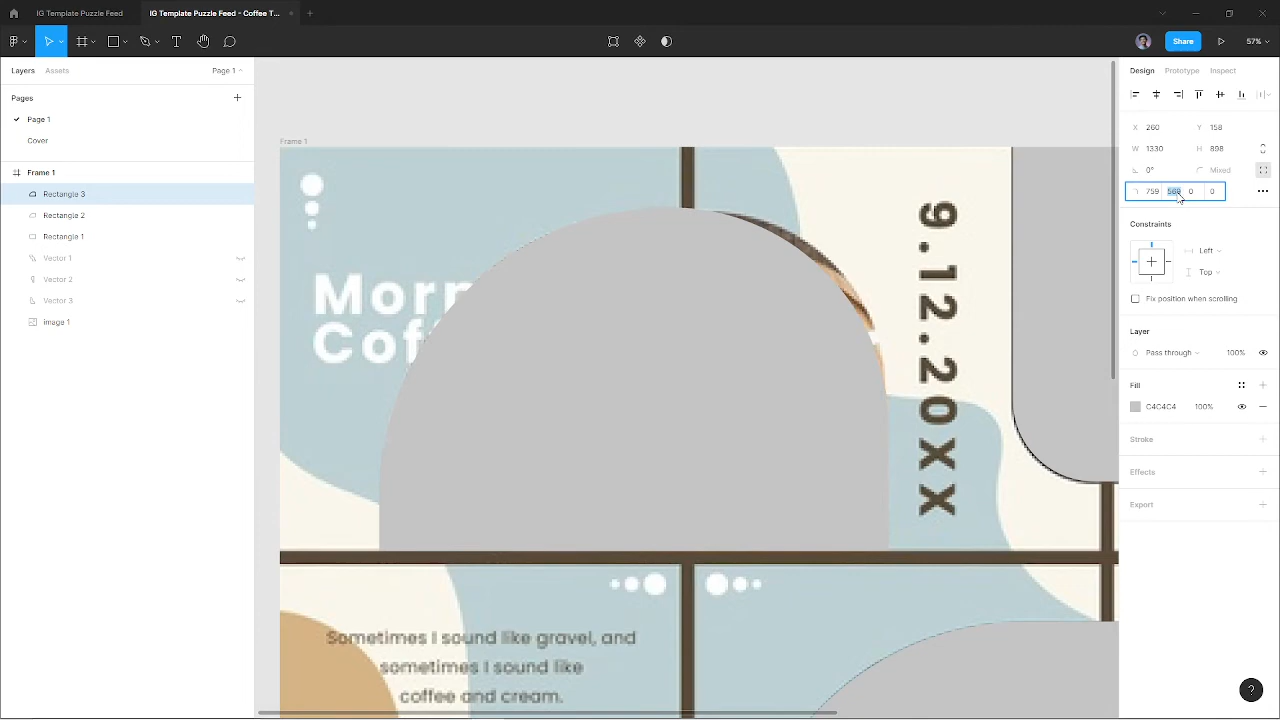 IG Template Puzzle Feed
IG Template Puzzle Feed - Coffee T...
Share
57%
Layers
Assets
Page 1
Design
Prototype
Inspect
Pages
Page 1
Cover
Frame 1
Rectangle 3
Rectangle 2
Rectangle 1
Vector 1
Vector 2
Vector 3
image 1
Frame 1
Morn
Cof
9.12.20XX
Sometimes I sound like gravel, and
sometimes I sound like
coffee and cream.
X 260 Y 158
W 1330 H 898
0° Mixed
759 569 0 0
Constraints
Left
Top
Fix position when scrolling
Layer
Pass through 100%
Fill
C4C4C4 100%
Stroke
Effects
Export
?